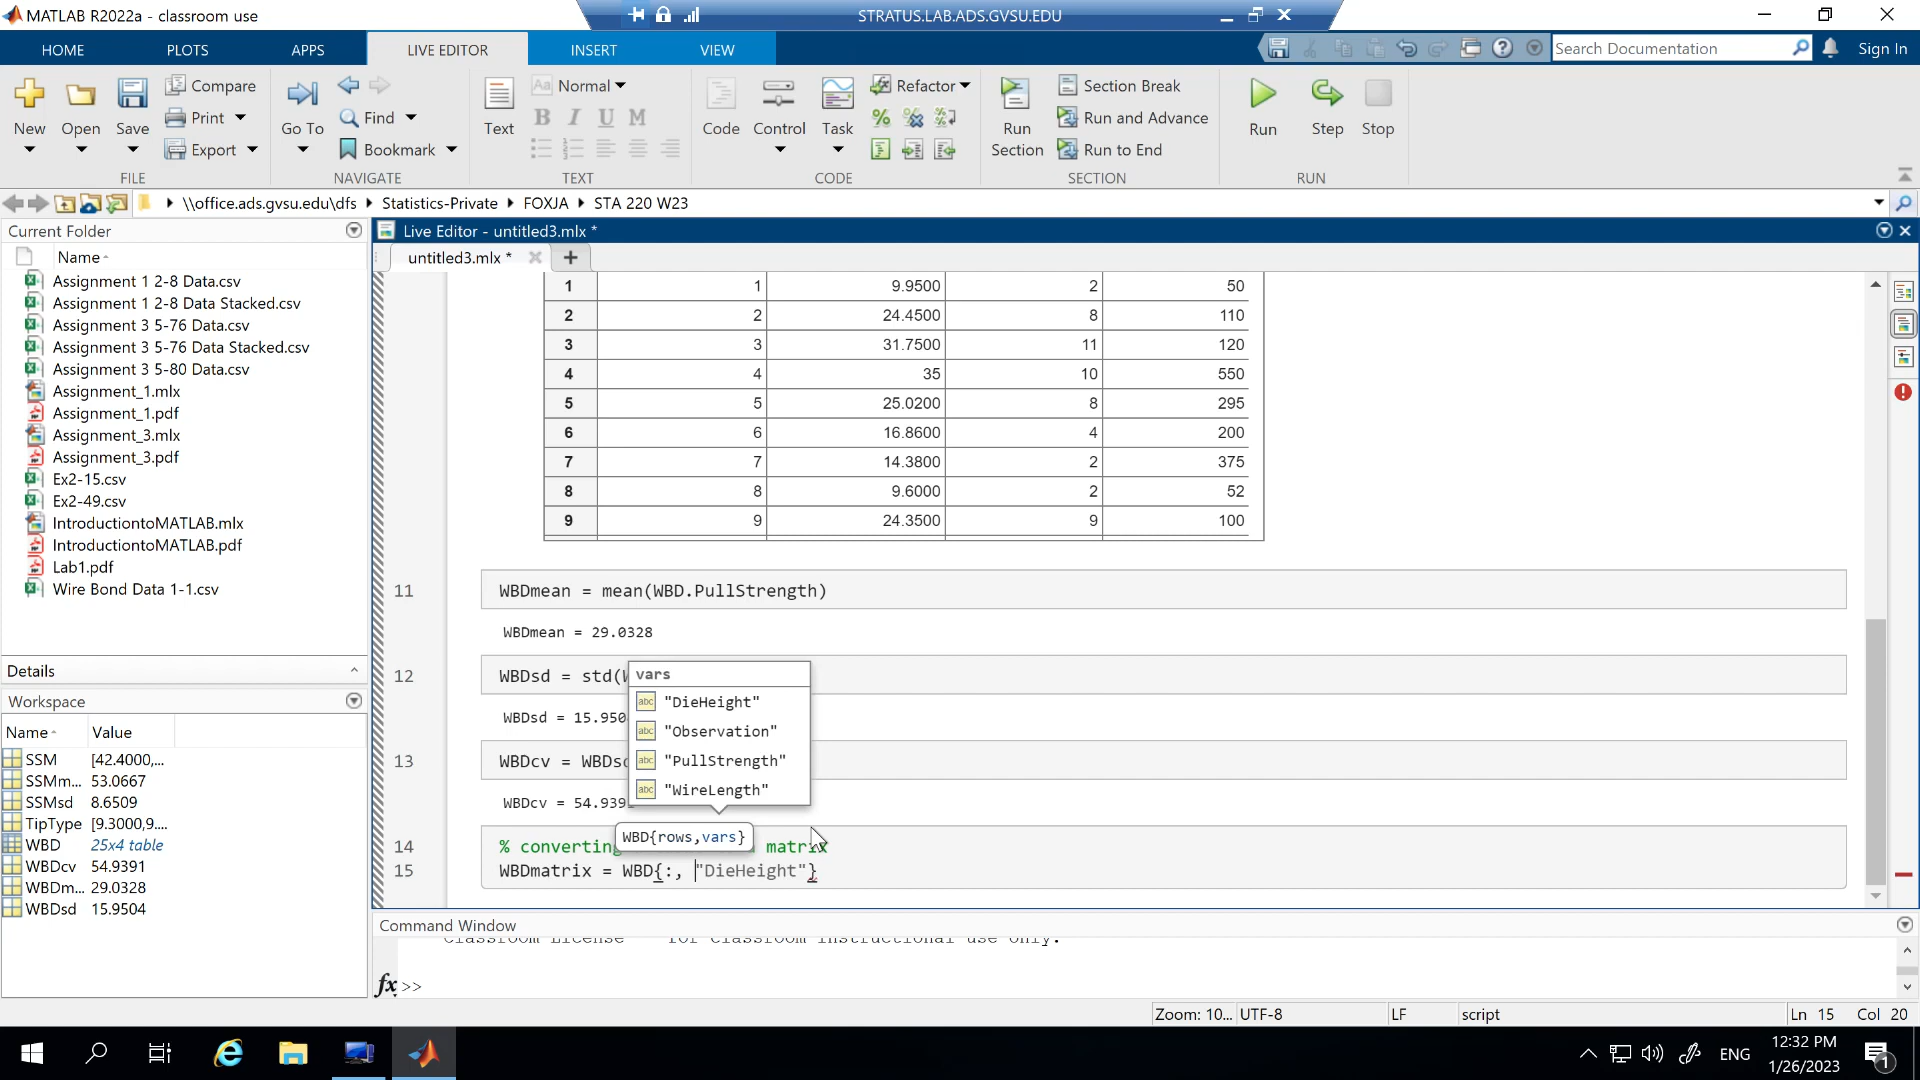 MATLAB R2022a - classroom use
STRATUS.LAB.ADS.GVSU.EDU
HOME PLOTS APPS LIVE EDITOR INSERT VIEW
Search Documentation
Sign In
New
Open
Save
Compare
Print
Export
FILE
Go To
Find
Bookmark
NAVIGATE
Text
Aa Normal
B I U M
TEXT
Code
Control
Task
Refactor
CODE
Run Section
Section Break
Run and Advance
Run to End
SECTION
Run
Step
Stop
RUN
\\office.ads.gvsu.edu\dfs Statistics-Private FOXJA STA 220 W23
Current Folder
Name
Assignment 1 2-8 Data.csv
Assignment 1 2-8 Data Stacked.csv
Assignment 3 5-76 Data.csv
Assignment 3 5-76 Data Stacked.csv
Assignment 3 5-80 Data.csv
Assignment_1.mlx
Assignment_1.pdf
Assignment_3.mlx
Assignment_3.pdf
Ex2-15.csv
Ex2-49.csv
IntroductiontoMATLAB.mlx
IntroductiontoMATLAB.pdf
Lab1.pdf
Wire Bond Data 1-1.csv
Details
Workspace
Name Value
SSM [42.4000,...
SSMm... 53.0667
SSMsd 8.6509
TipType [9.3000,9....
WBD 25x4 table
WBDcv 54.9391
WBDm... 29.0328
WBDsd 15.9504
Live Editor - untitled3.mlx *
untitled3.mlx *
1 1 9.9500 2 50
2 2 24.4500 8 110
3 3 31.7500 11 120
4 4 35 10 550
5 5 25.0200 8 295
6 6 16.8600 4 200
7 7 14.3800 2 375
8 8 9.6000 2 52
9 9 24.3500 9 100
11 WBDmean = mean(WBD.PullStrength)
WBDmean = 29.0328
12 WBDsd = std(
WBDsd = 15.950
13 WBDcv = WBDs
WBDcv = 54.939
vars
abc "DieHeight"
abc "Observation"
abc "PullStrength"
abc "WireLength"
WBD{rows,vars}
14 % converting matrix
15 WBDmatrix = WBD{:, "DieHeight"}
Command Window
Classroom License for classroom instructional use only.
fx >>
Zoom: 10... UTF-8 LF script Ln 15 Col 20
ENG
12:32 PM
1/26/2023
1